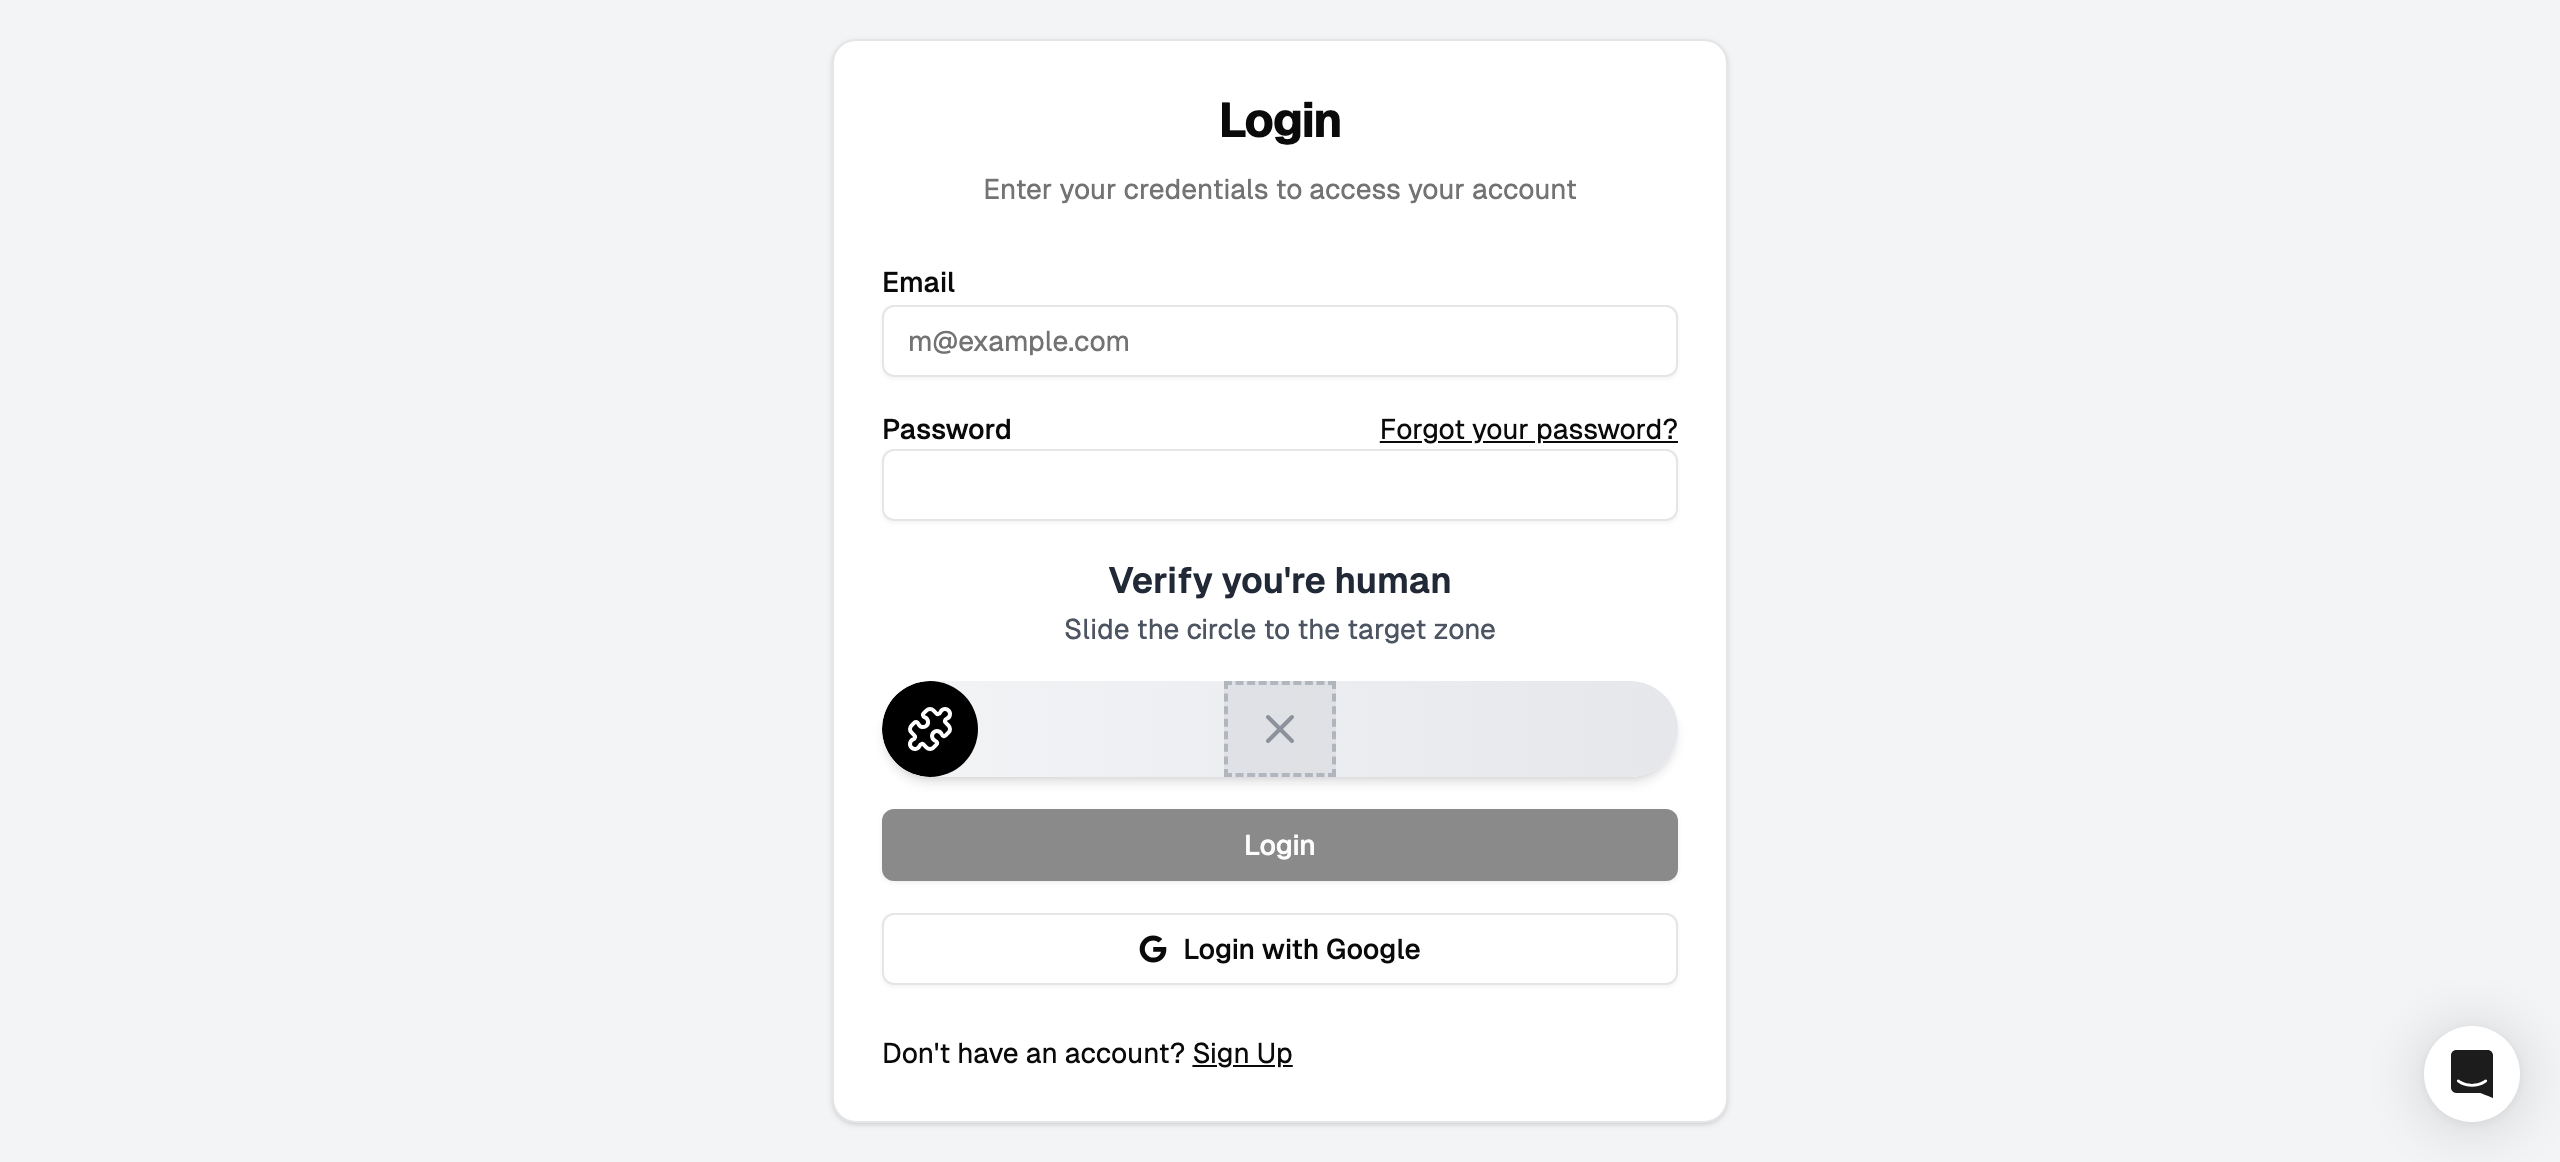 Login
Enter your credentials to access your account
Email
m@example.com
Password Forgot your password?
Verify you're human
Slide the circle to the target zone
Login
Login with Google
Don't have an account? Sign Up